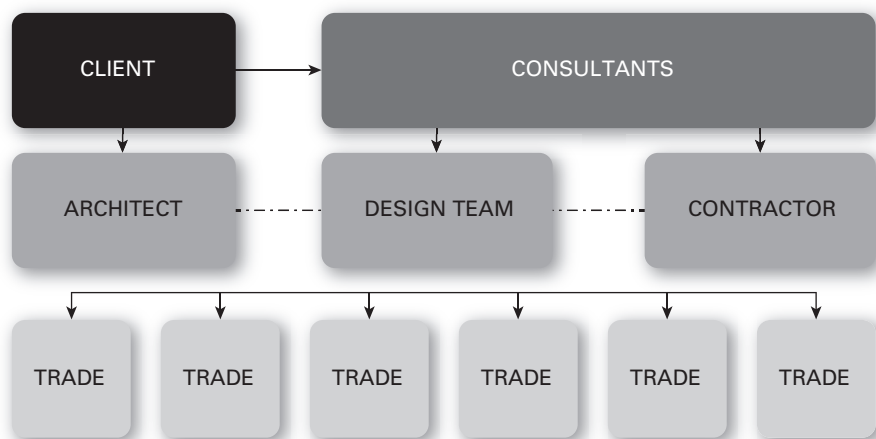 CLIENT
CONSULTANTS
ARCHITECT
DESIGN TEAM
CONTRACTOR
TRADE
TRADE
TRADE
TRADE
TRADE
TRADE